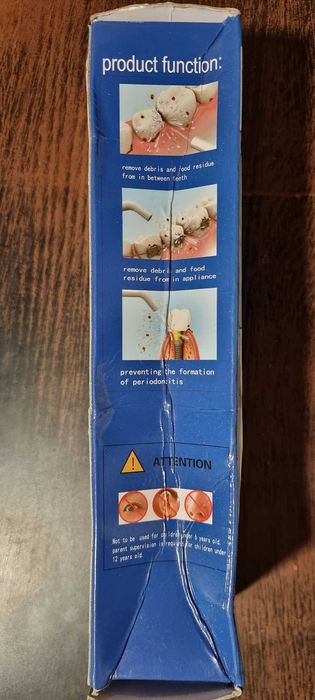 product function:
remove debris and food residue
from in between teeth
remove debris and food
residue from in appliance
preventing the formation
of periodontitis
ATTENTION
Not to be used for children under 6 years old.
parent supervision is required for children under
12 years old.